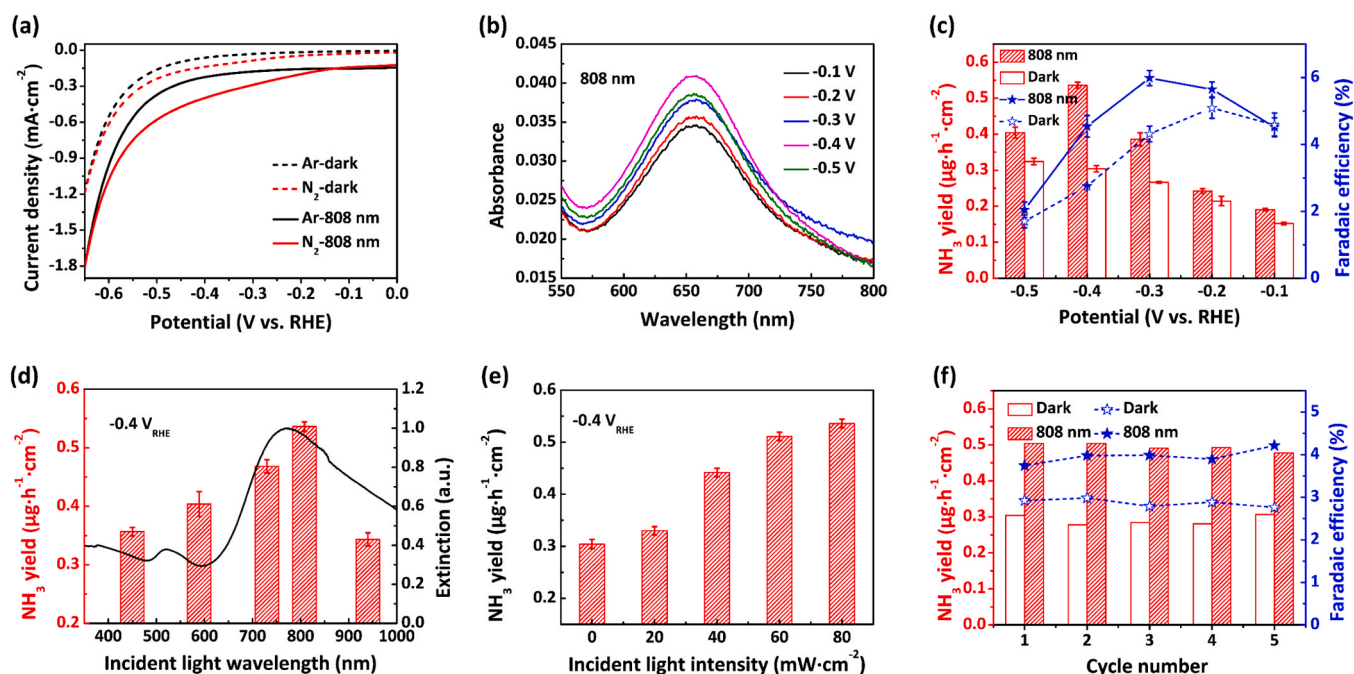 (a)
0.0
-0.3
-0.6
-0.9
-1.2
-1.5
-1.8
Current density (mA·cm⁻²)
Ar-dark
N₂-dark
Ar-808 nm
N₂-808 nm
-0.6 -0.5 -0.4 -0.3 -0.2 -0.1 0.0
Potential (V vs. RHE)
(b)
0.045
0.040
0.035
0.030
0.025
0.020
0.015
Absorbance
808 nm
-0.1 V
-0.2 V
-0.3 V
-0.4 V
-0.5 V
550 600 650 700 750 800
Wavelength (nm)
(c)
0.6
0.5
0.4
0.3
0.2
0.1
0.0
NH₃ yield (μg·h⁻¹·cm⁻²)
808 nm
Dark
808 nm
Dark
6
5
4
3
2
1
0
Faradaic efficiency (%)
-0.5 -0.4 -0.3 -0.2 -0.1
Potential (V vs. RHE)
(d)
0.6
0.5
0.4
0.3
0.2
NH₃ yield (μg·h⁻¹·cm⁻²)
-0.4 V_RHE
1.2
1.0
0.8
0.6
0.4
0.2
0.0
Extinction (a.u.)
400 500 600 700 800 900 1000
Incident light wavelength (nm)
(e)
0.6
0.5
0.4
0.3
0.2
NH₃ yield (μg·h⁻¹·cm⁻²)
-0.4 V_RHE
0 20 40 60 80
Incident light intensity (mW·cm⁻²)
(f)
0.6
0.5
0.4
0.3
0.2
0.1
0.0
NH₃ yield (μg·h⁻¹·cm⁻²)
Dark Dark
808 nm 808 nm
5
4
3
2
1
0
Faradaic efficiency (%)
1 2 3 4 5
Cycle number